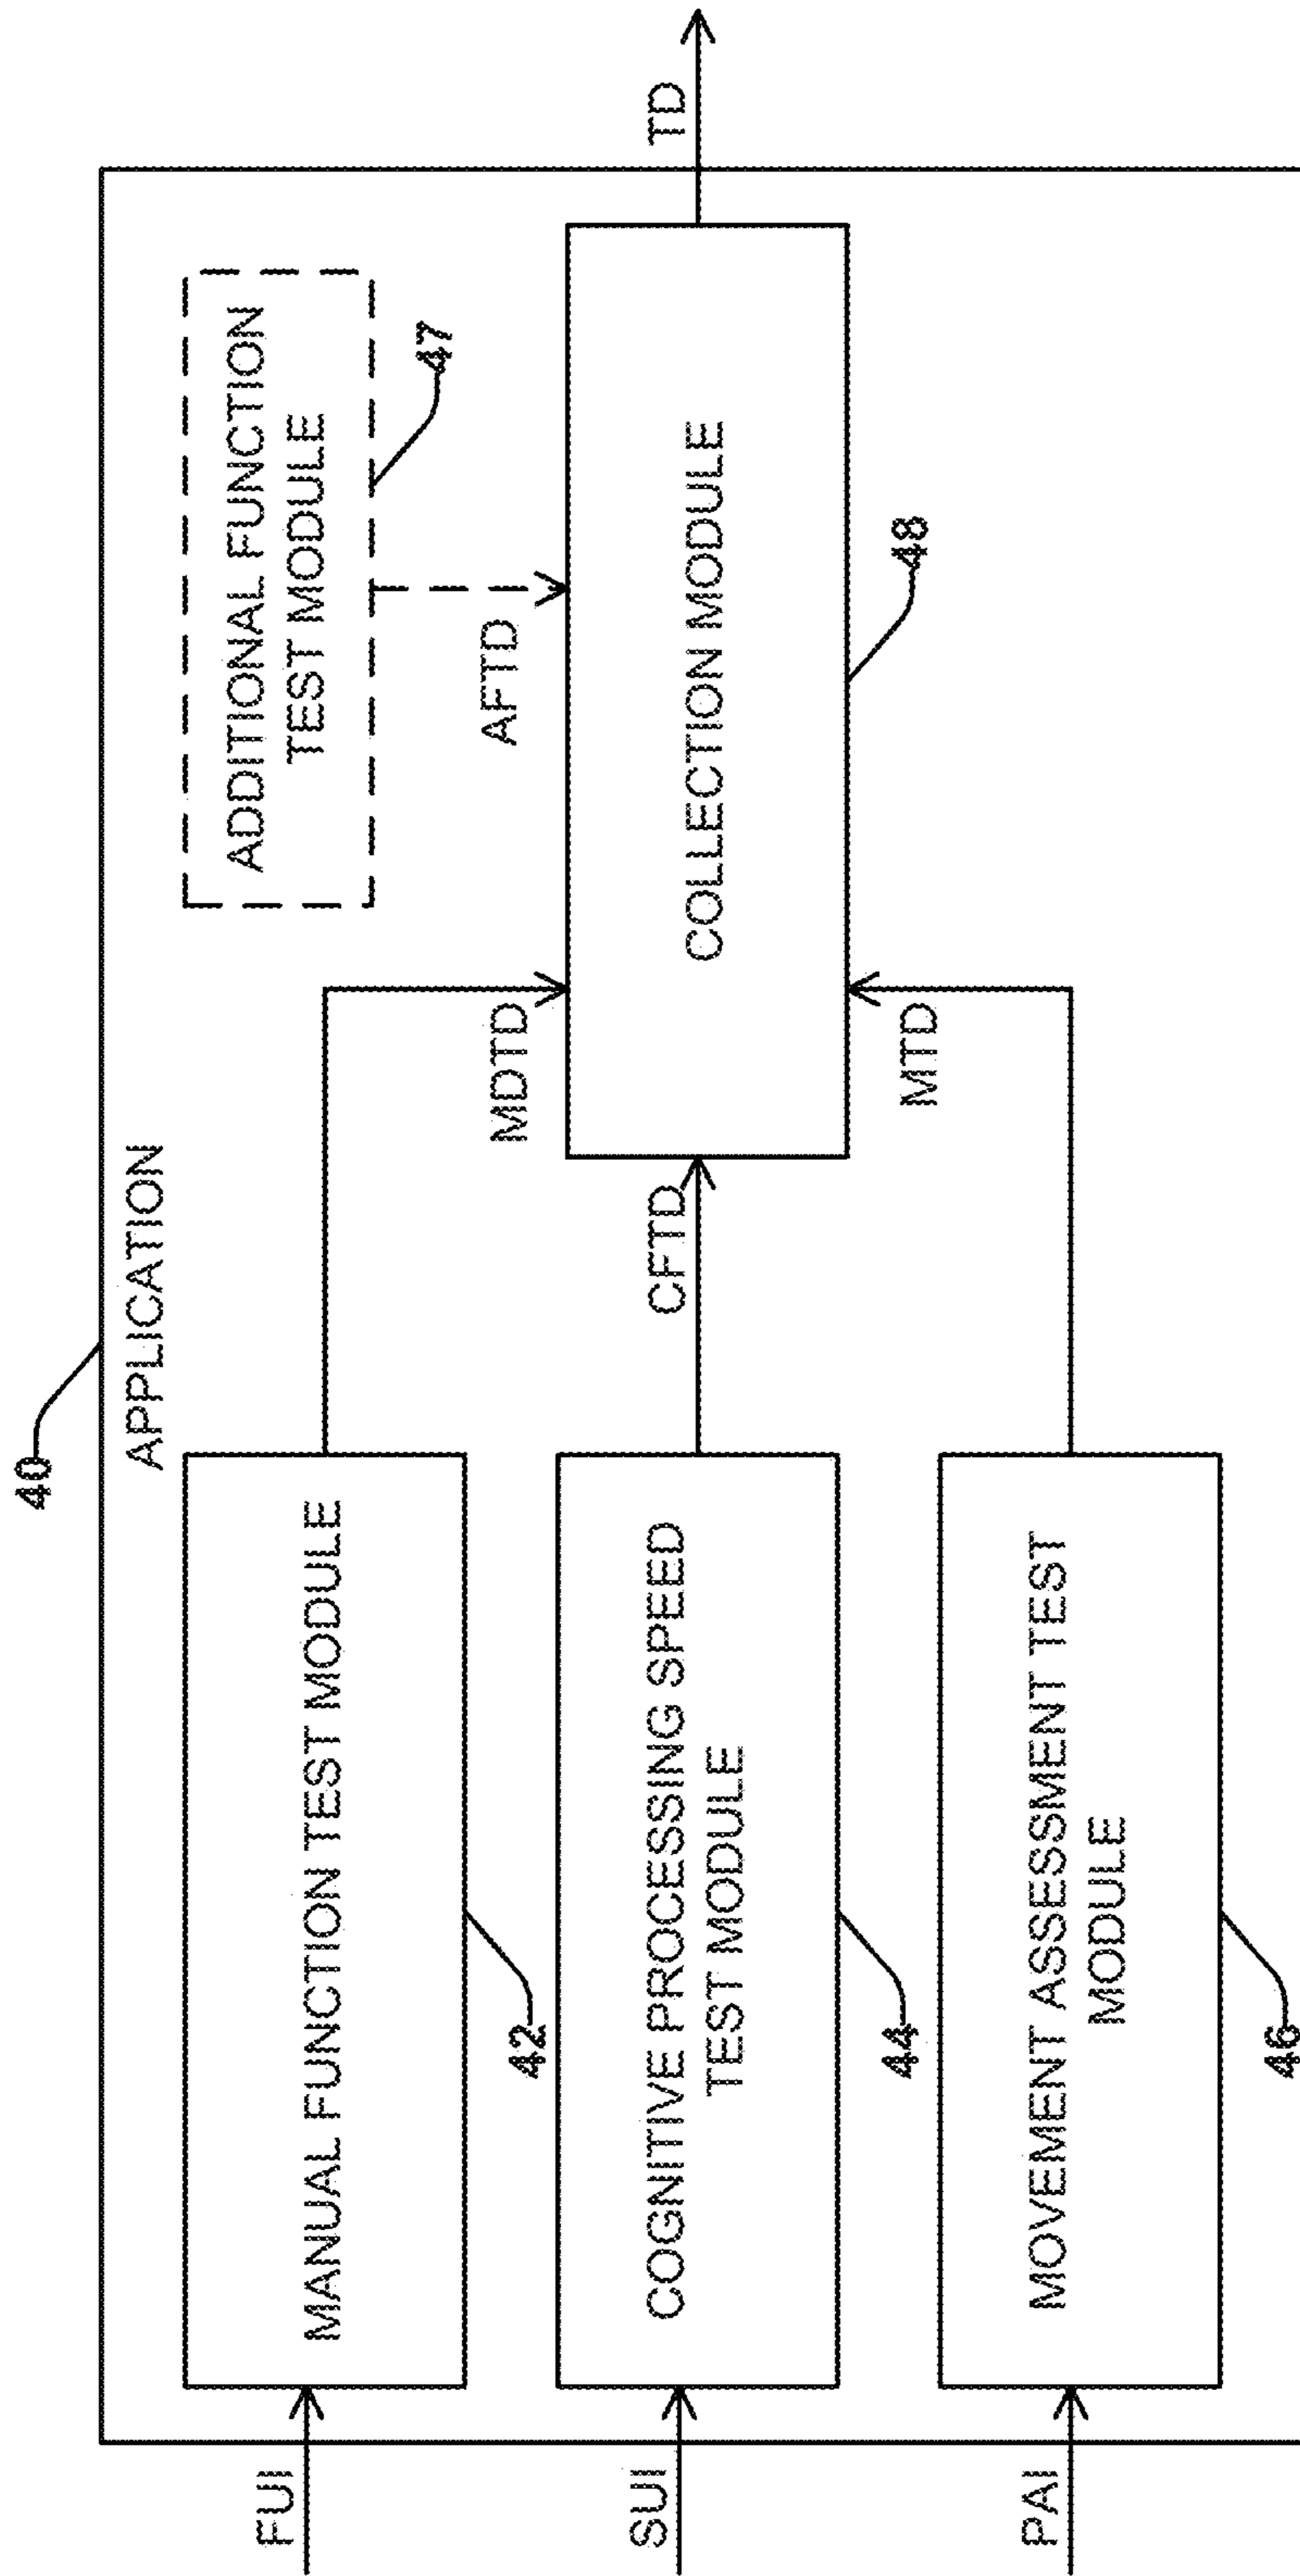 40
APPLICATION
FUI
MANUAL FUNCTION TEST MODULE
42
MDTD
ADDITIONAL FUNCTION
TEST MODULE
47
AFTD
SUI
COGNITIVE PROCESSING SPEED
TEST MODULE
44
CFTD
COLLECTION MODULE
48
TD
PAI
MOVEMENT ASSESSMENT TEST
MODULE
46
MTD